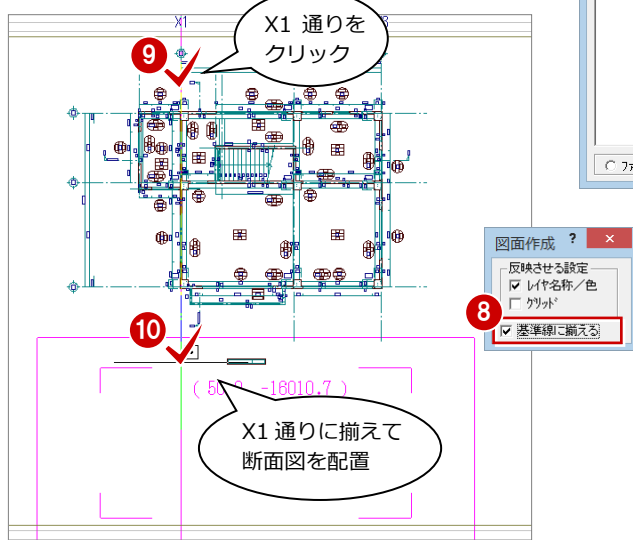 X1
X1 通りを
クリック
9
図面作成 ? ×
反映させる設定
レイヤ名称／色
グリッド
8
基準線に揃える
10
-16010.7 )
X1 通りに揃えて
断面図を配置